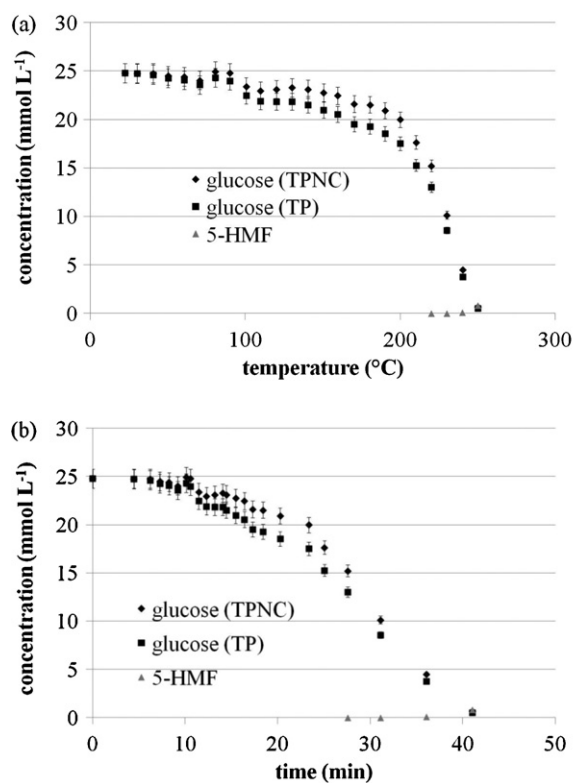 (a)
concentration (mmol L⁻¹)
30
25
20
15
10
5
0
glucose (TPNC)
glucose (TP)
5-HMF
0 100 200 300
temperature (°C)
(b)
concentration (mmol L⁻¹)
30
25
20
15
10
5
0
glucose (TPNC)
glucose (TP)
5-HMF
0 10 20 30 40 50
time (min)